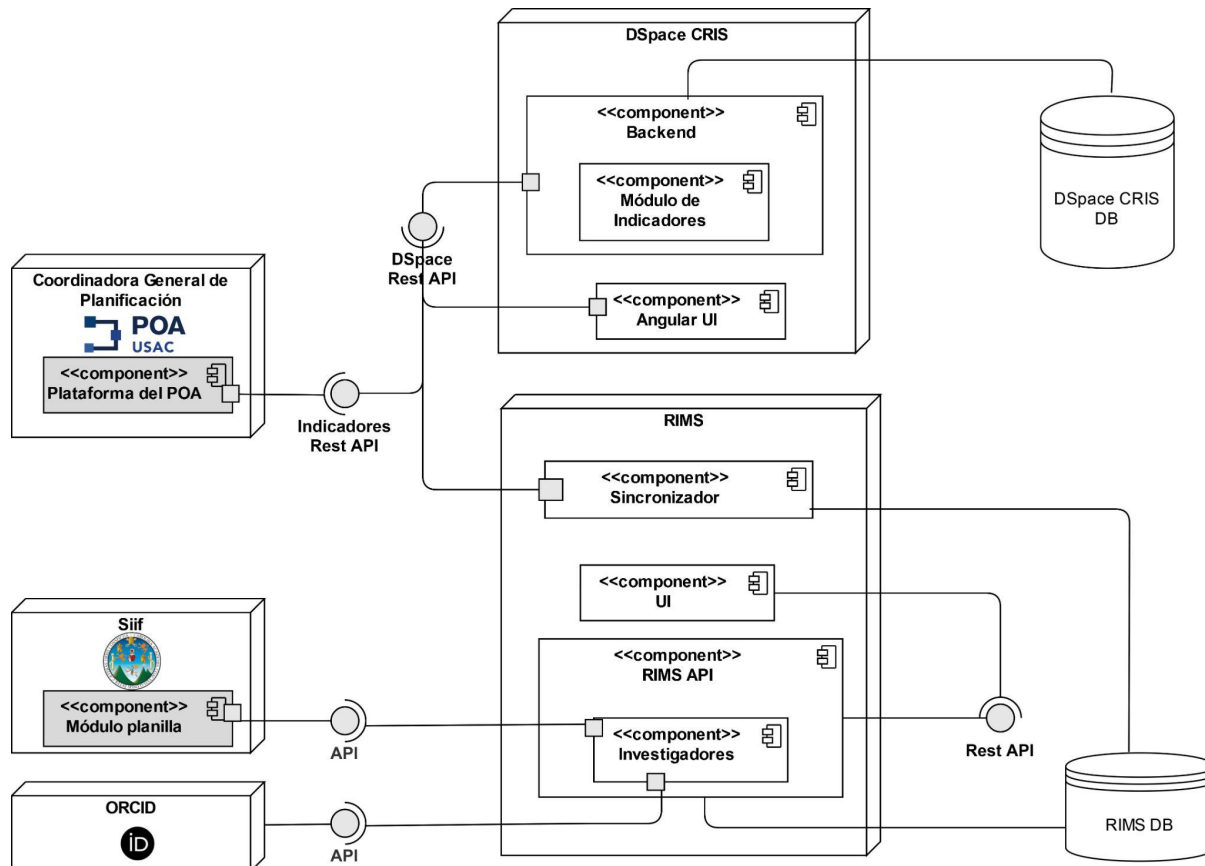 DSpace CRIS
<<component>>
Backend
<<component>>
Módulo de
Indicadores
<<component>>
Angular UI
DSpace CRIS
DB
DSpace
Rest API
Coordinadora General de
Planificación
POA
USAC
<<component>>
Plataforma del POA
Indicadores
Rest API
RIMS
<<component>>
Sincronizador
<<component>>
UI
<<component>>
RIMS API
<<component>>
Investigadores
Rest API
RIMS DB
Siif
<<component>>
Módulo planilla
API
ORCID
iD
API